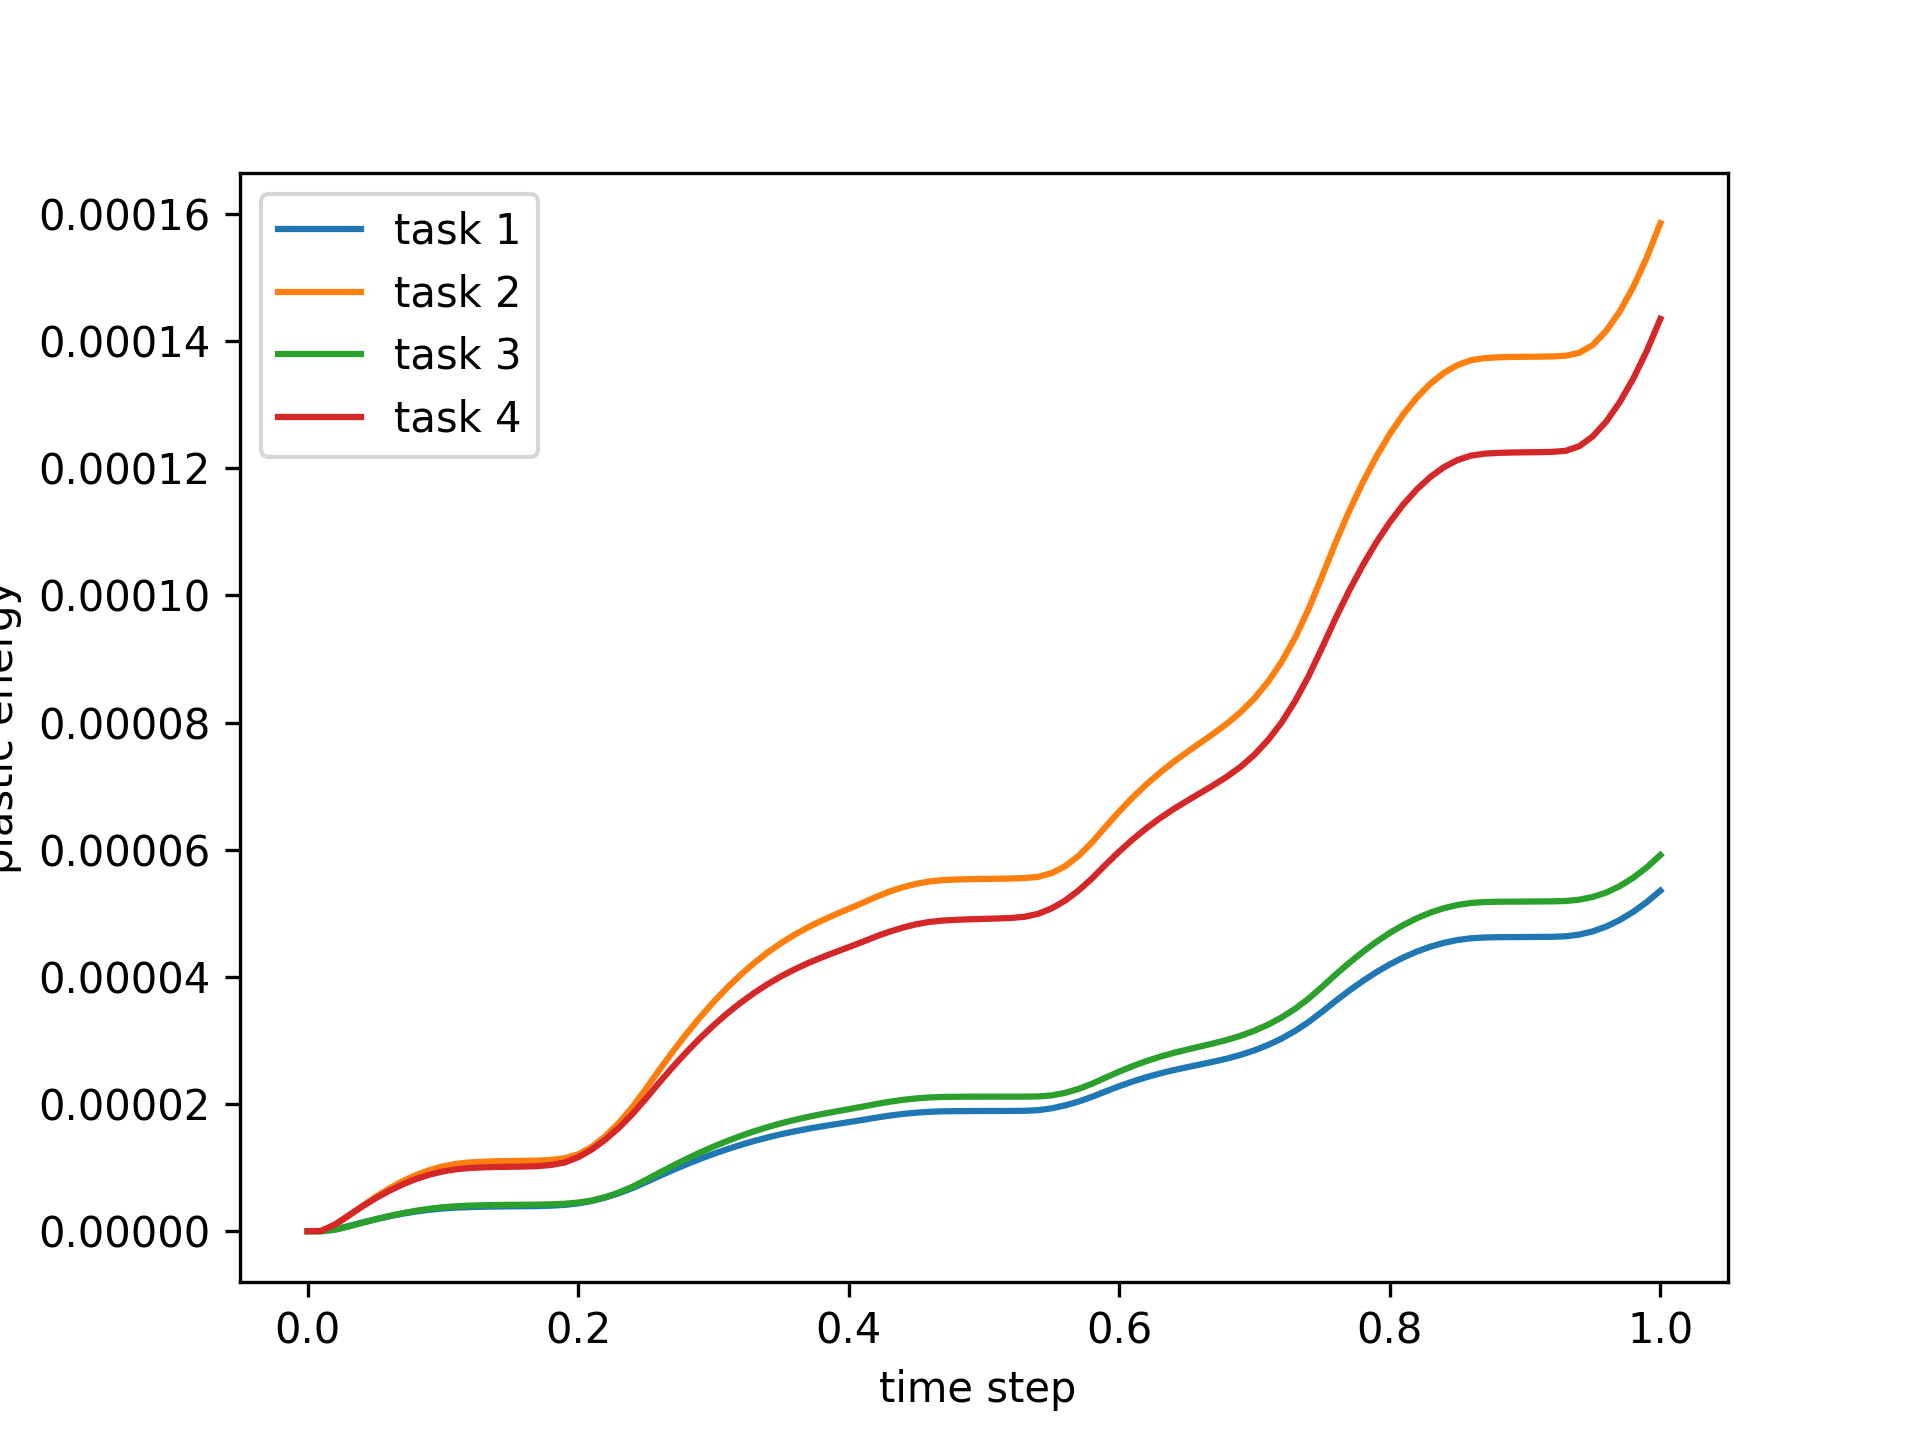 task 1
task 2
task 3
task 4
0.00016
0.00014
0.00012
0.00010
0.00008
0.00006
0.00004
0.00002
0.00000
plastic energy
0.0 0.2 0.4 0.6 0.8 1.0
time step